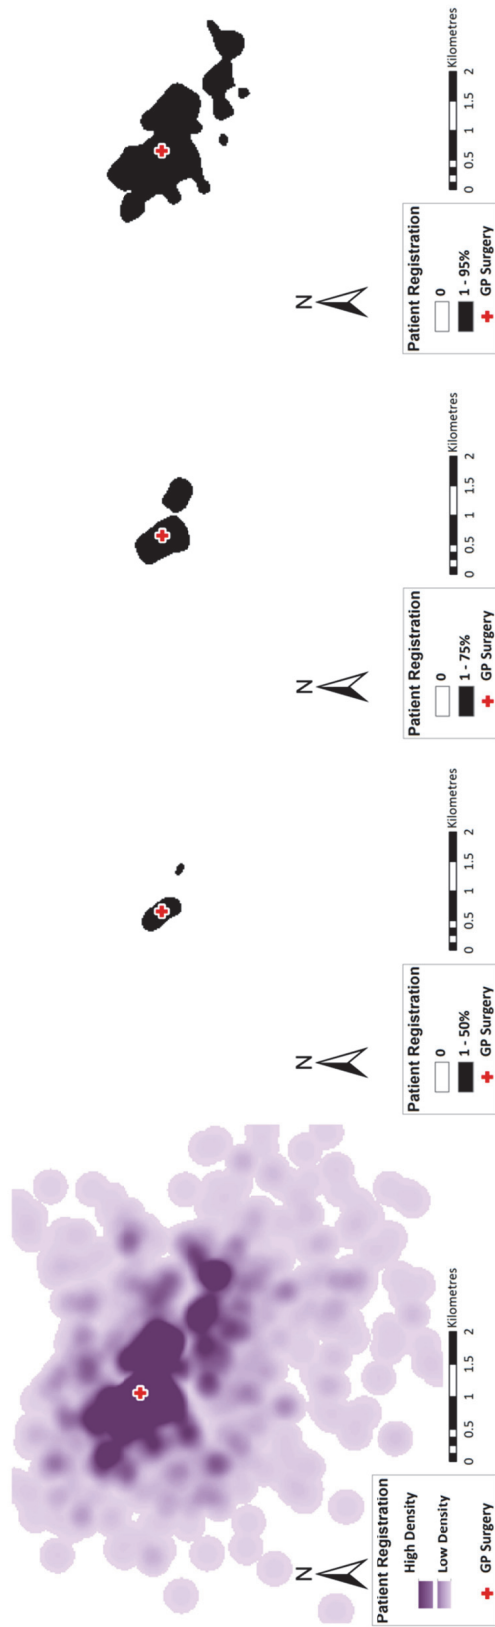 N
Patient Registration
High Density
Low Density
GP Surgery
0 0.5 1 1.5 2
Kilometres
N
Patient Registration
0
1 - 50%
GP Surgery
0 0.5 1 1.5 2
Kilometres
N
Patient Registration
0
1 - 75%
GP Surgery
0 0.5 1 1.5 2
Kilometres
N
Patient Registration
0
1 - 95%
GP Surgery
0 0.5 1 1.5 2
Kilometres